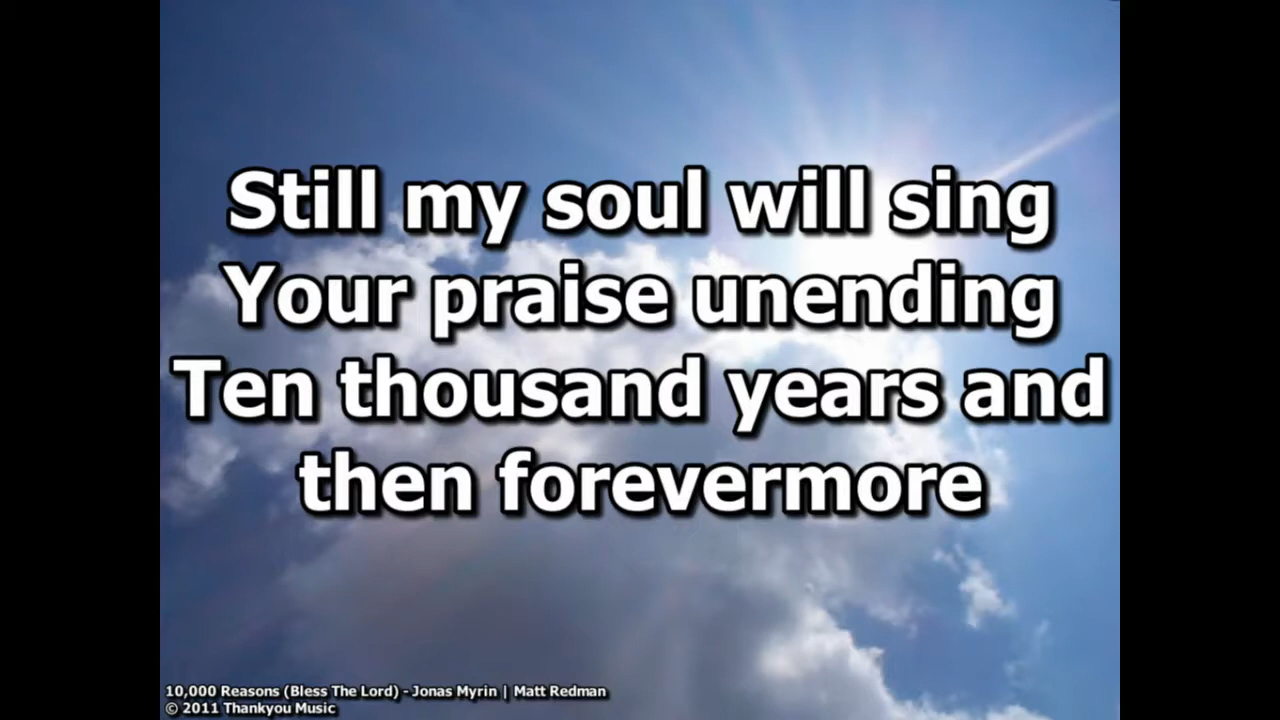 Still my soul will sing
Your praise unending
Ten thousand years and
then forevermore
10,000 Reasons (Bless The Lord) - Jonas Myrin | Matt Redman
© 2011 Thankyou Music